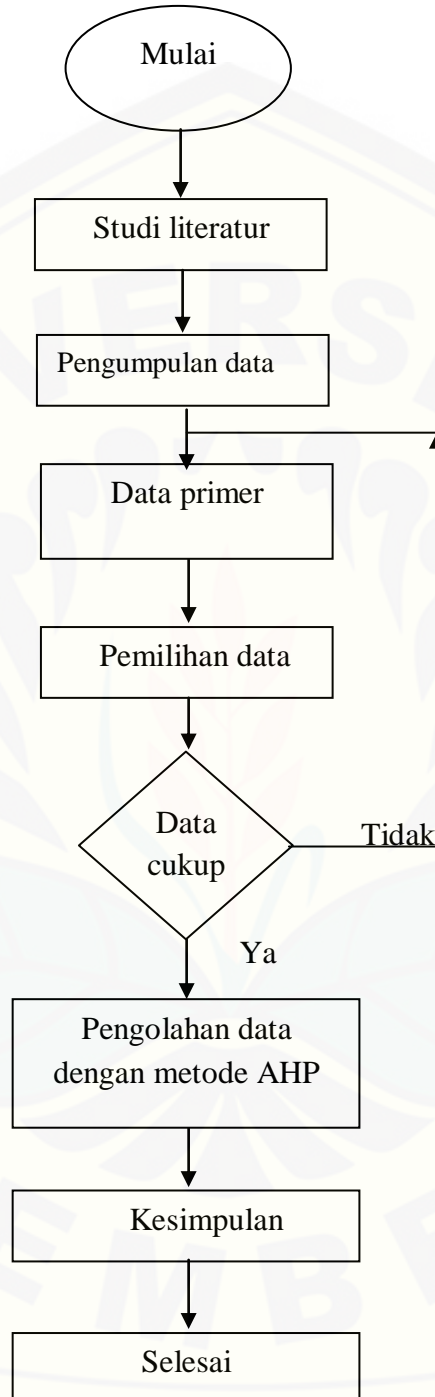 Mulai
Studi literatur
Pengumpulan data
Data primer
Pemilihan data
Data
cukup
Tidak
Ya
Pengolahan data
dengan metode AHP
Kesimpulan
Selesai